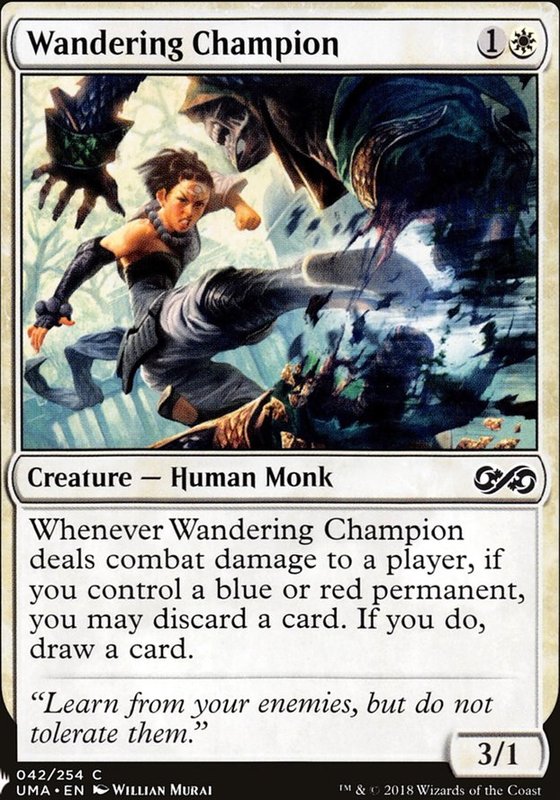 Wandering Champion 1
Creature — Human Monk
Whenever Wandering Champion
deals combat damage to a player, if
you control a blue or red permanent,
you may discard a card. If you do,
draw a card.
“Learn from your enemies, but do not
tolerate them.”
3/1
042/254 C
UMA • EN Willian Murai
™ & © 2018 Wizards of the Coast